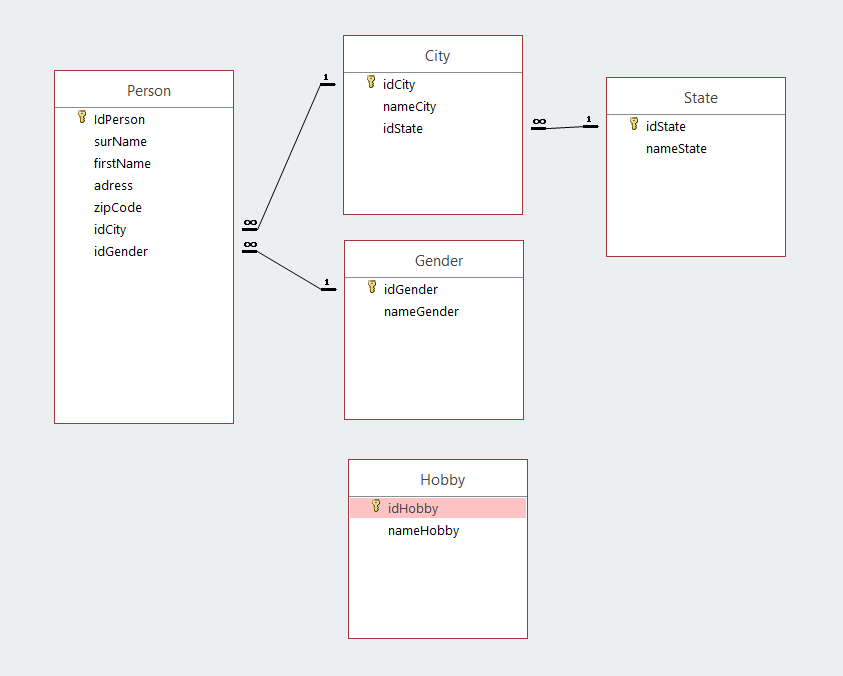 Person
IdPerson
surName
firstName
adress
zipCode
idCity
idGender
∞
∞
1
1
City
idCity
nameCity
idState
∞
1
State
idState
nameState
Gender
idGender
nameGender
Hobby
idHobby
nameHobby